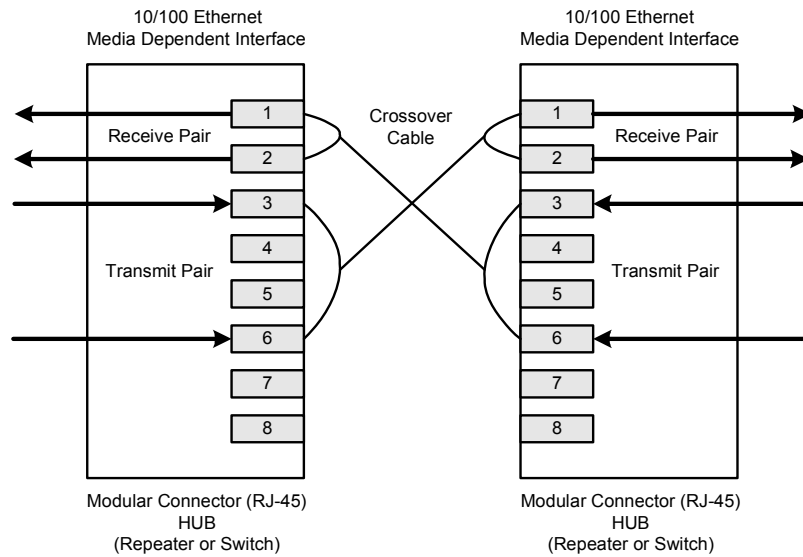 10/100 Ethernet
Media Dependent Interface
10/100 Ethernet
Media Dependent Interface
1
Receive Pair
2
3
4
Transmit Pair
5
6
7
8
Crossover
Cable
1
Receive Pair
2
3
4
Transmit Pair
5
6
7
8
Modular Connector (RJ-45)
HUB
(Repeater or Switch)
Modular Connector (RJ-45)
HUB
(Repeater or Switch)